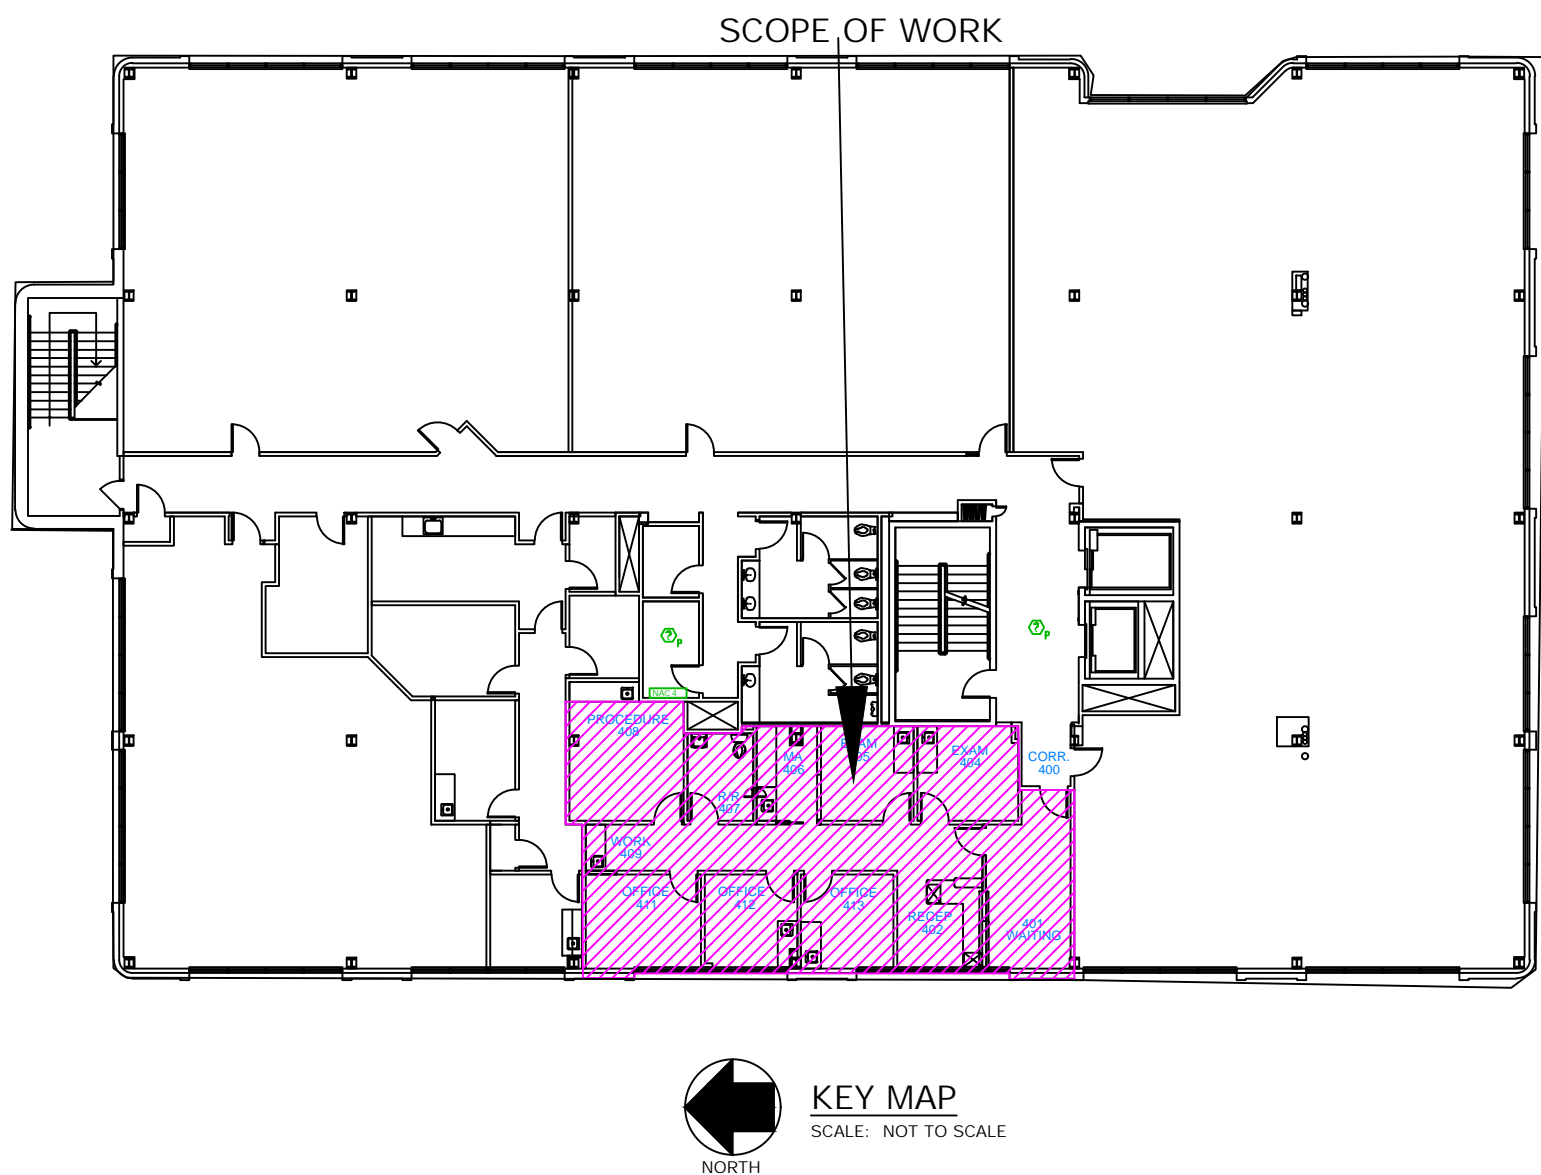 SCOPE OF WORK
NAC 4
PROCEDURE
408
R/R
407
MA
406
EXAM
405
EXAM
404
CORR.
400
WORK
409
OFFICE
411
OFFICE
412
OFFICE
413
RECEP
402
401
WAITING
?
P
?
P
KEY MAP
SCALE: NOT TO SCALE
NORTH